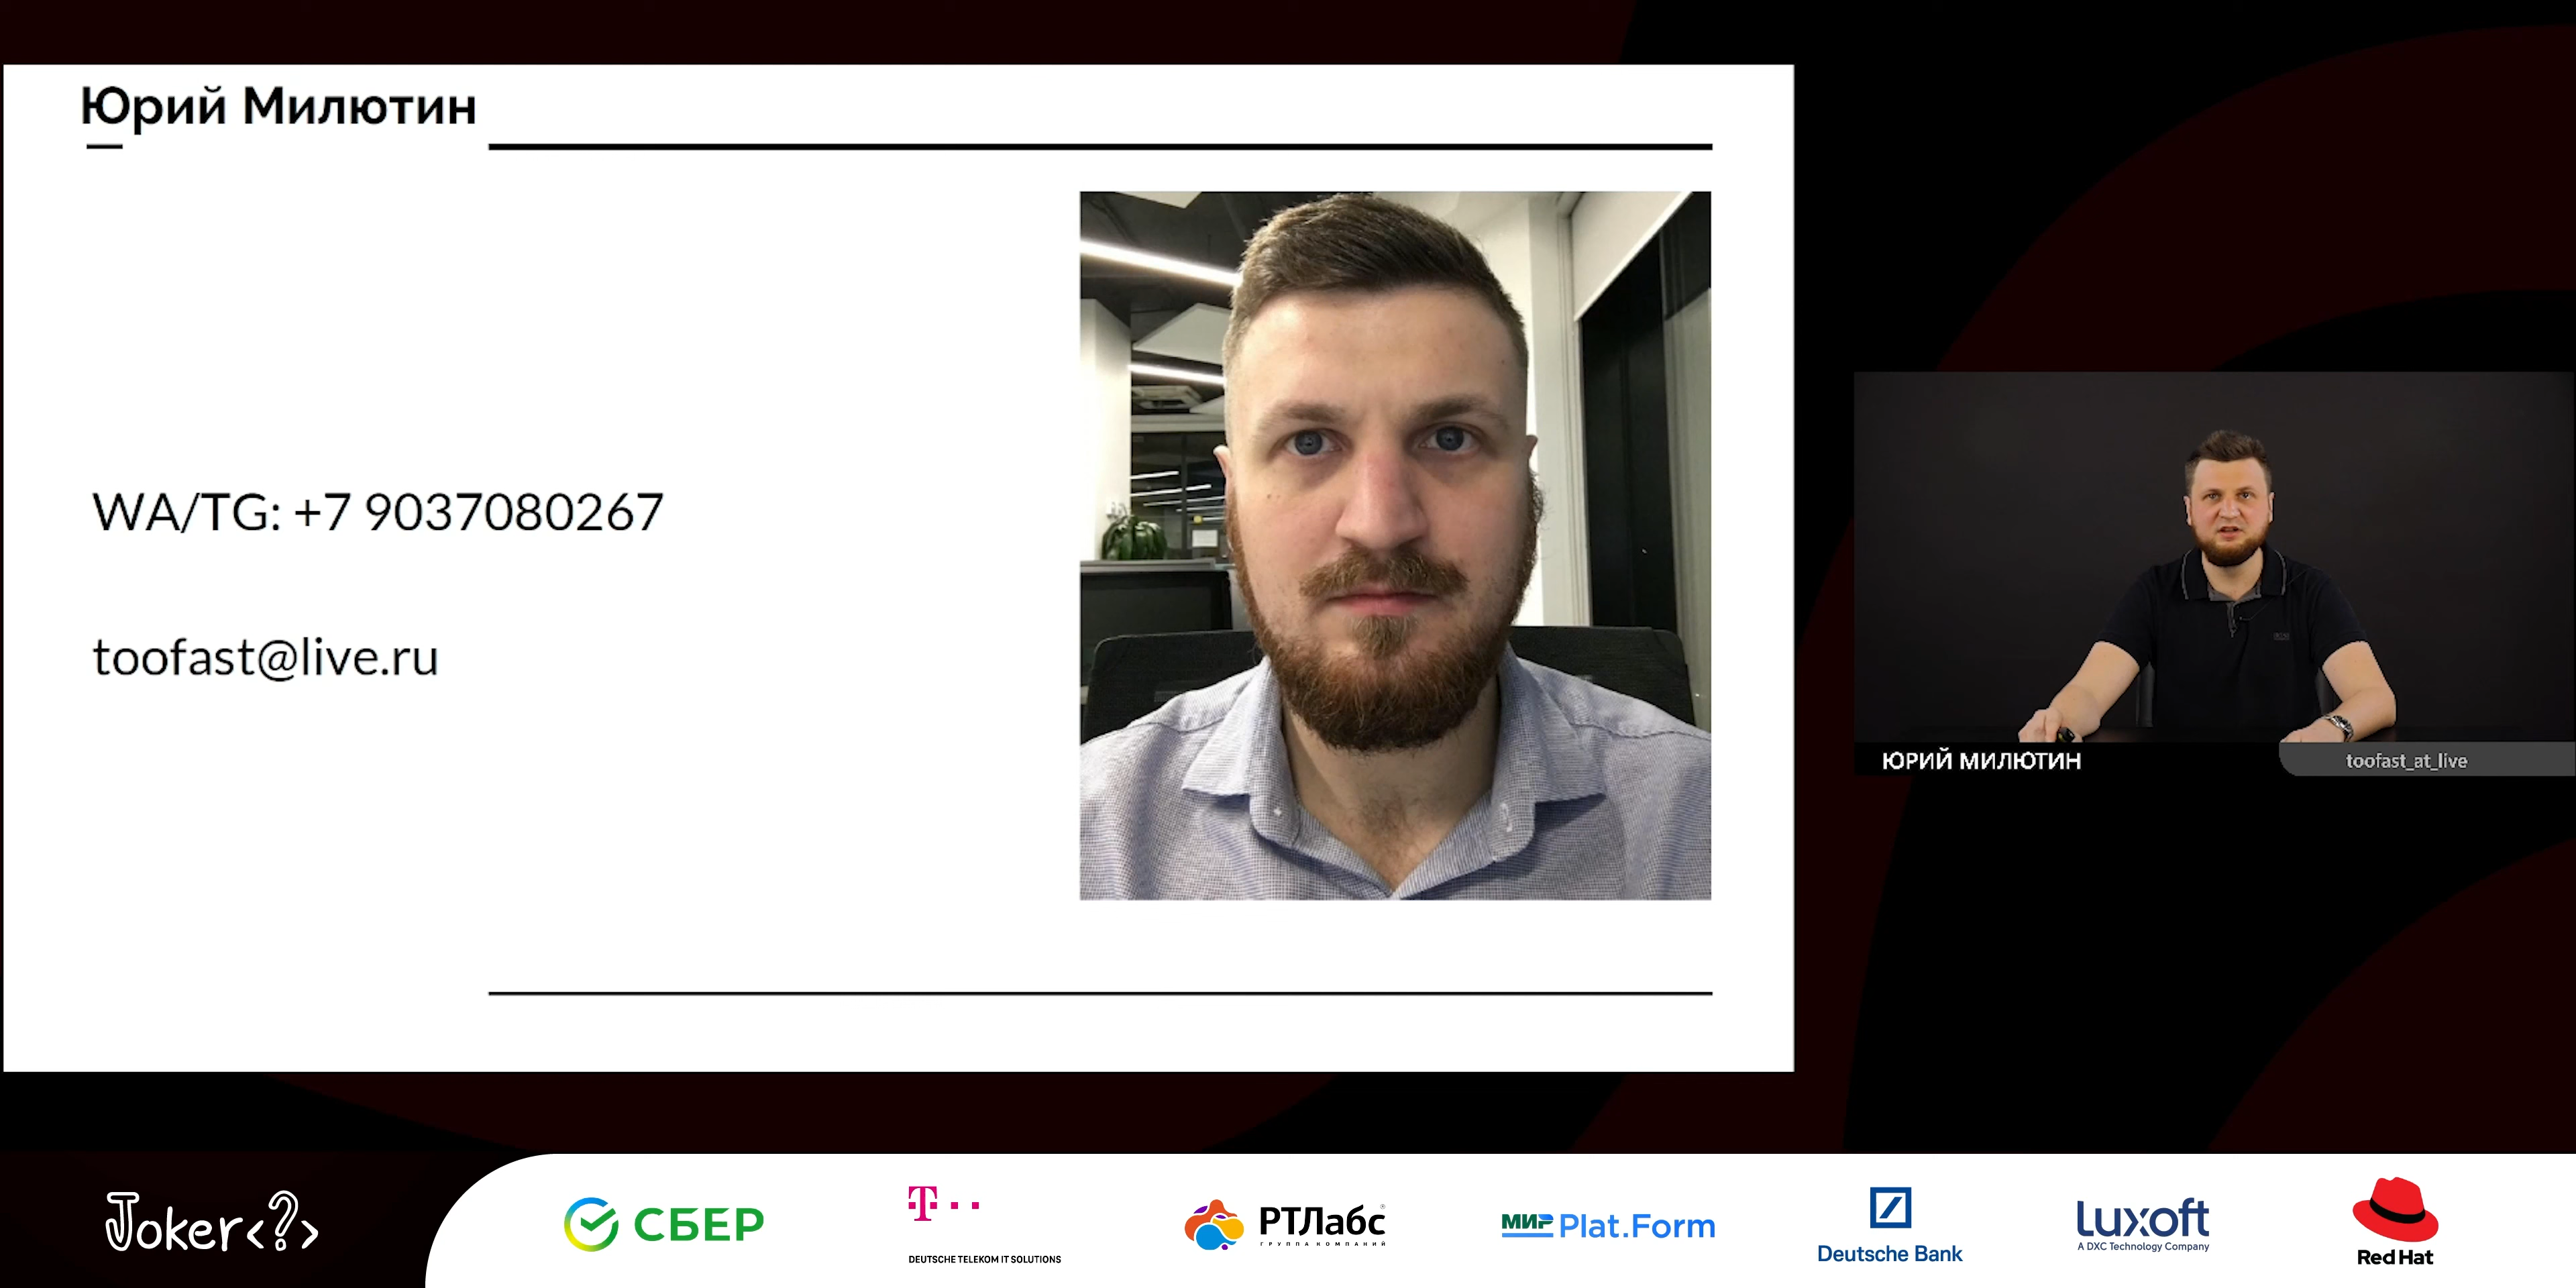 Юрий Милютин
WA/TG: +7 9037080267
toofast@live.ru
ЮРИЙ МИЛЮТИН
toofast_at_live
Joker<?>
СБЕР
T
DEUTSCHE TELEKOM IT SOLUTIONS
РТЛабс
ГРУППА КОМПАНИЙ
МИР Plat.Form
Deutsche Bank
Luxoft
A DXC Technology Company
Red Hat